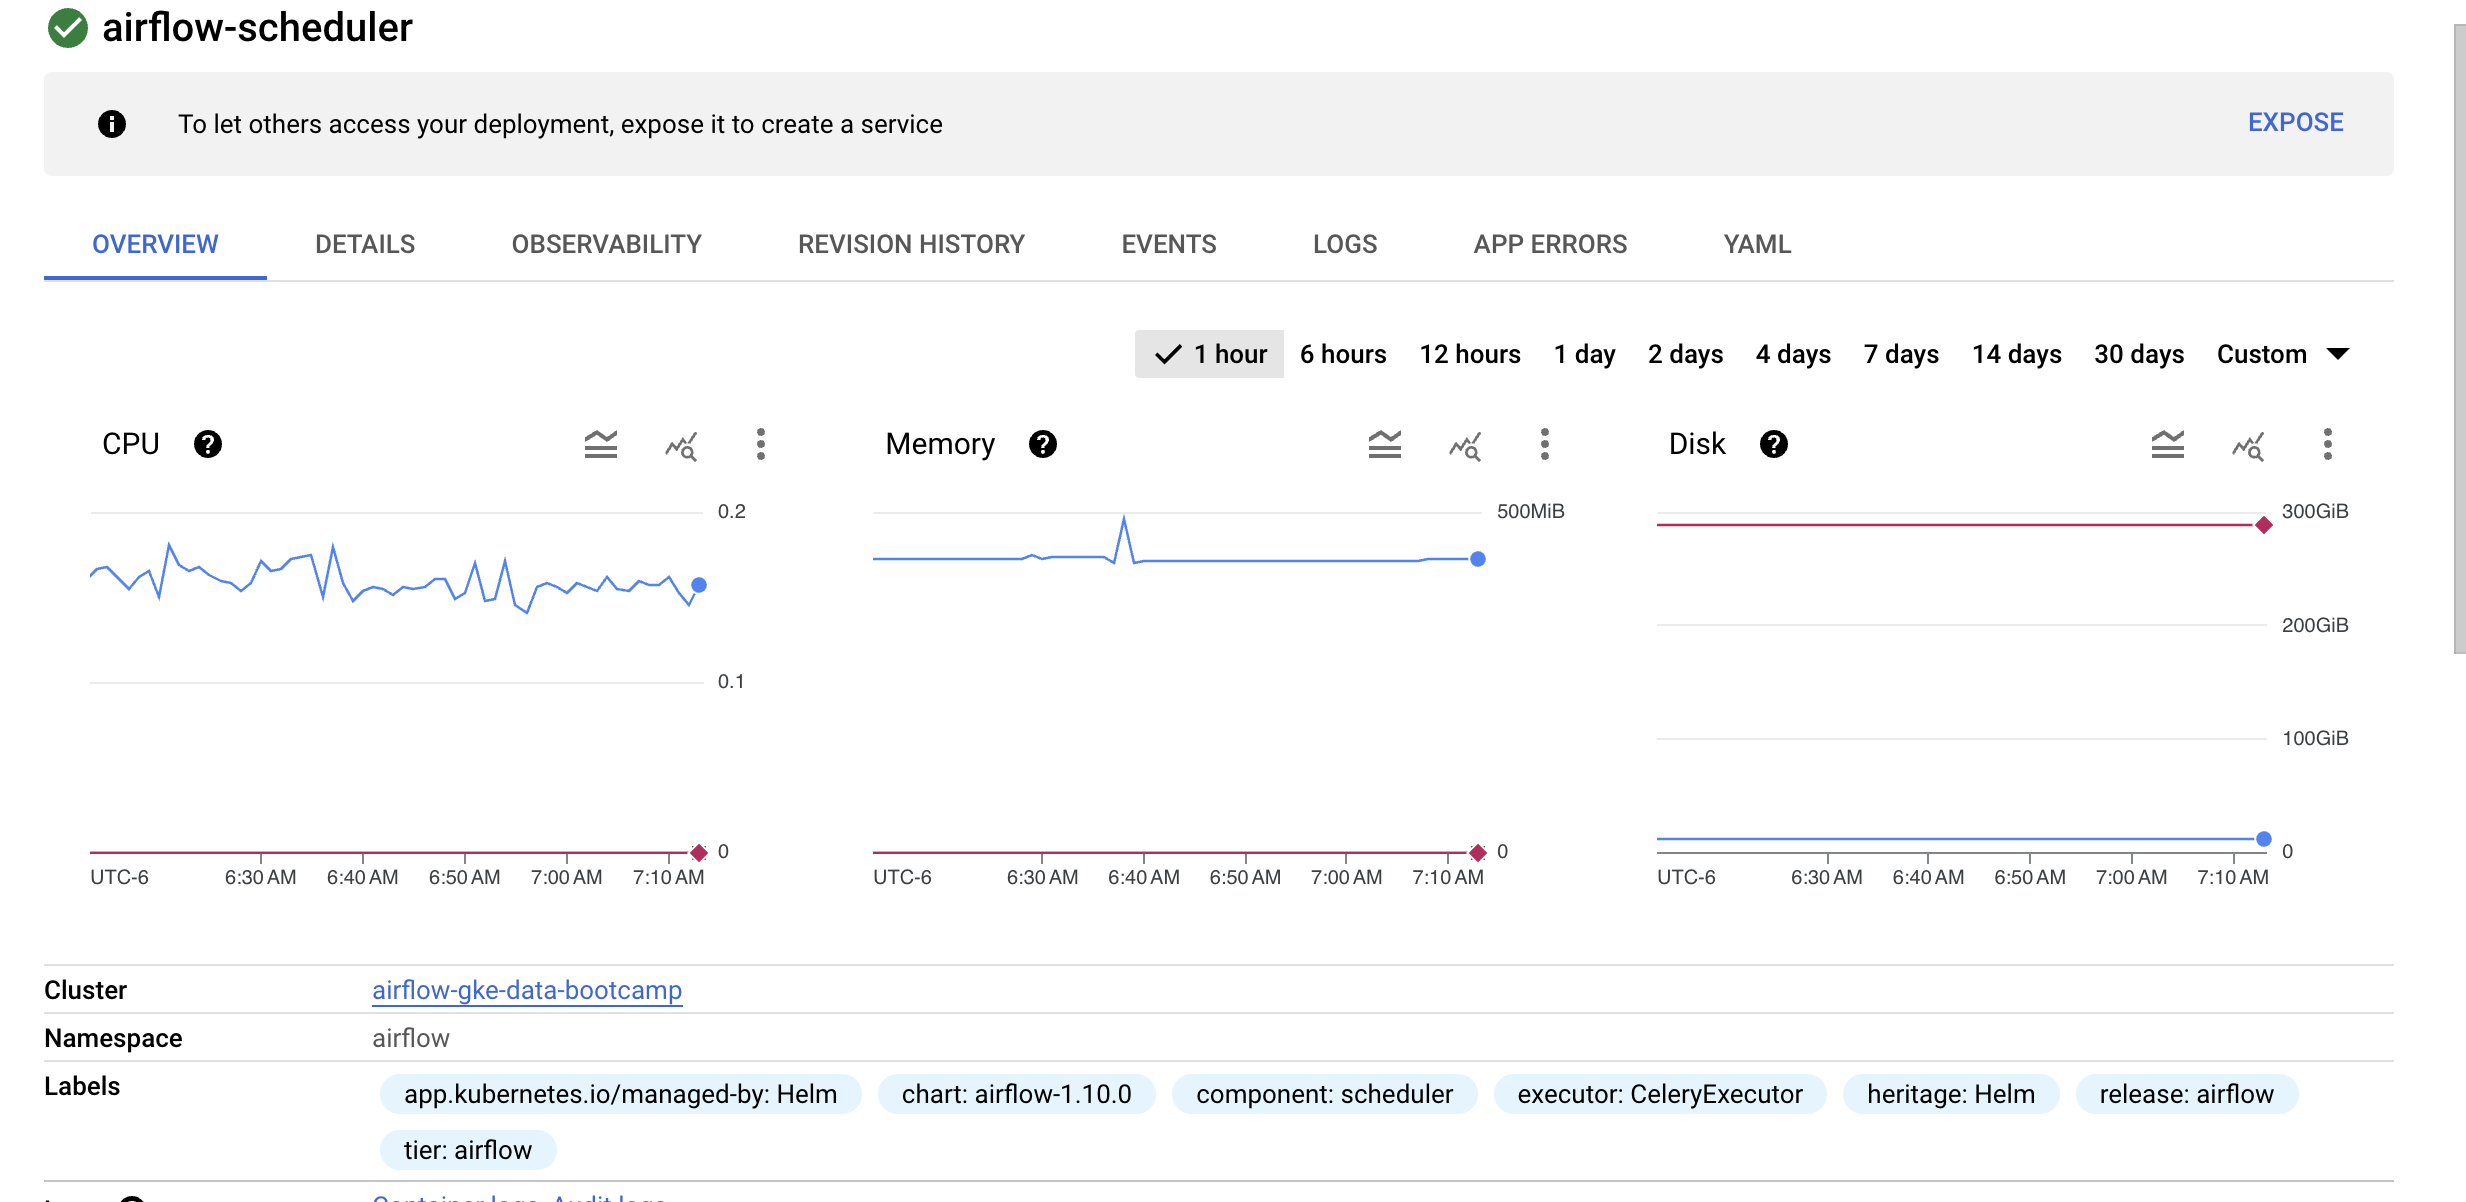 airflow-scheduler
To let others access your deployment, expose it to create a service EXPOSE
OVERVIEW DETAILS OBSERVABILITY REVISION HISTORY EVENTS LOGS APP ERRORS YAML
1 hour 6 hours 12 hours 1 day 2 days 4 days 7 days 14 days 30 days Custom
CPU
0.2
0.1
0
UTC-6 6:30 AM 6:40 AM 6:50 AM 7:00 AM 7:10 AM
Memory
500MiB
0
UTC-6 6:30 AM 6:40 AM 6:50 AM 7:00 AM 7:10 AM
Disk
300GiB
200GiB
100GiB
0
UTC-6 6:30 AM 6:40 AM 6:50 AM 7:00 AM 7:10 AM
Cluster airflow-gke-data-bootcamp
Namespace airflow
Labels app.kubernetes.io/managed-by: Helm chart: airflow-1.10.0 component: scheduler executor: CeleryExecutor heritage: Helm release: airflow
tier: airflow
Container logs, Audit logs